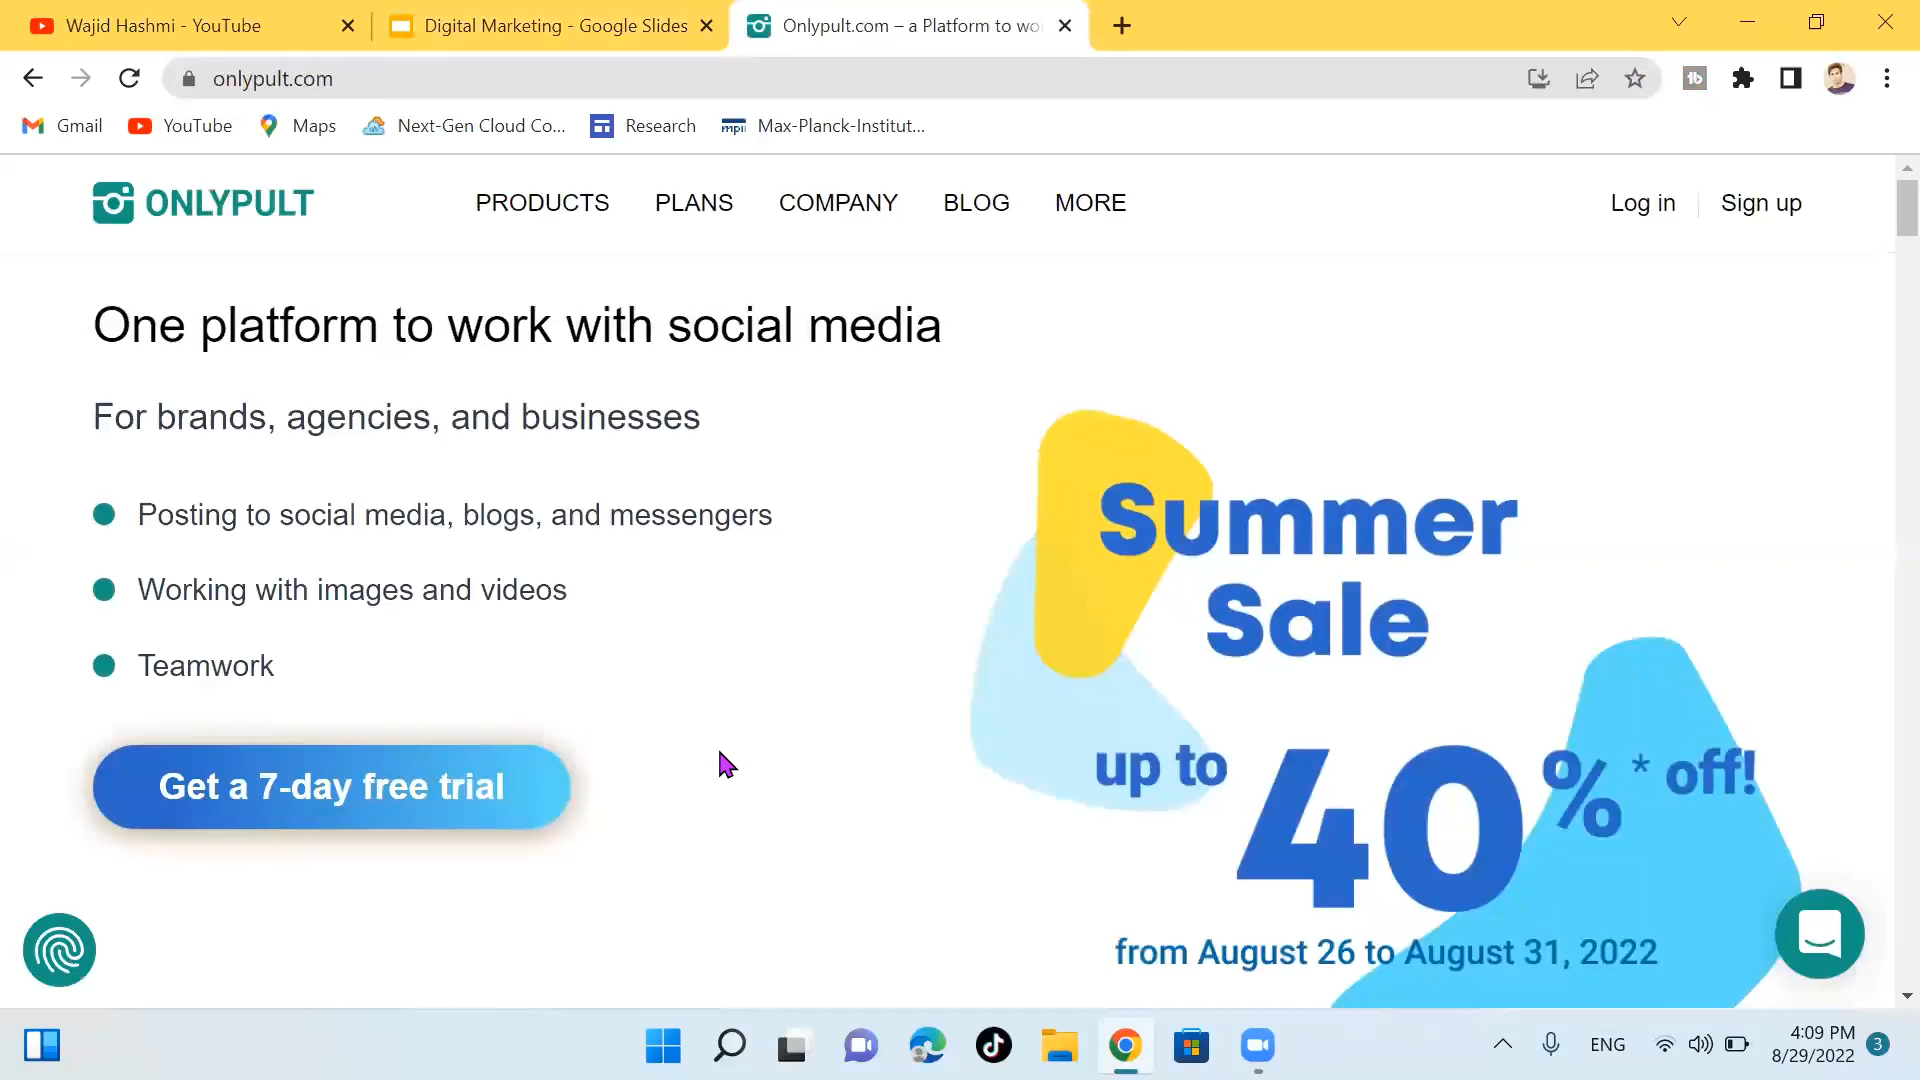 Wajid Hashmi - YouTube
Digital Marketing - Google Slides
Onlypult.com – a Platform to wo
onlypult.com
Gmail
YouTube
Maps
Next-Gen Cloud Co...
Research
mpii
Max-Planck-Institut...
ONLYPULT
PRODUCTS
PLANS
COMPANY
BLOG
MORE
Log in
Sign up
One platform to work with social media
For brands, agencies, and businesses
Posting to social media, blogs, and messengers
Working with images and videos
Teamwork
Get a 7-day free trial
Summer
Sale
up to 40%* off!
from August 26 to August 31, 2022
ENG
4:09 PM
8/29/2022
3